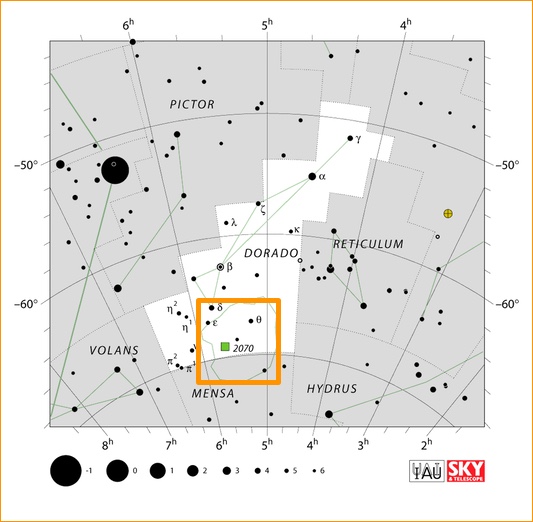 6h 5h 4h
PICTOR
γ
–50° –50°
α
ζ
λ
κ
DORADO RETICULUM
β
–60° –60°
δ
η2
η1 ε θ
VOLANS
2070
π2 π1
MENSA HYDRUS
8h 7h 6h 5h 4h 3h 2h
-1 0 1 2 3 4 5 6
IAU SKY
& TELESCOPE